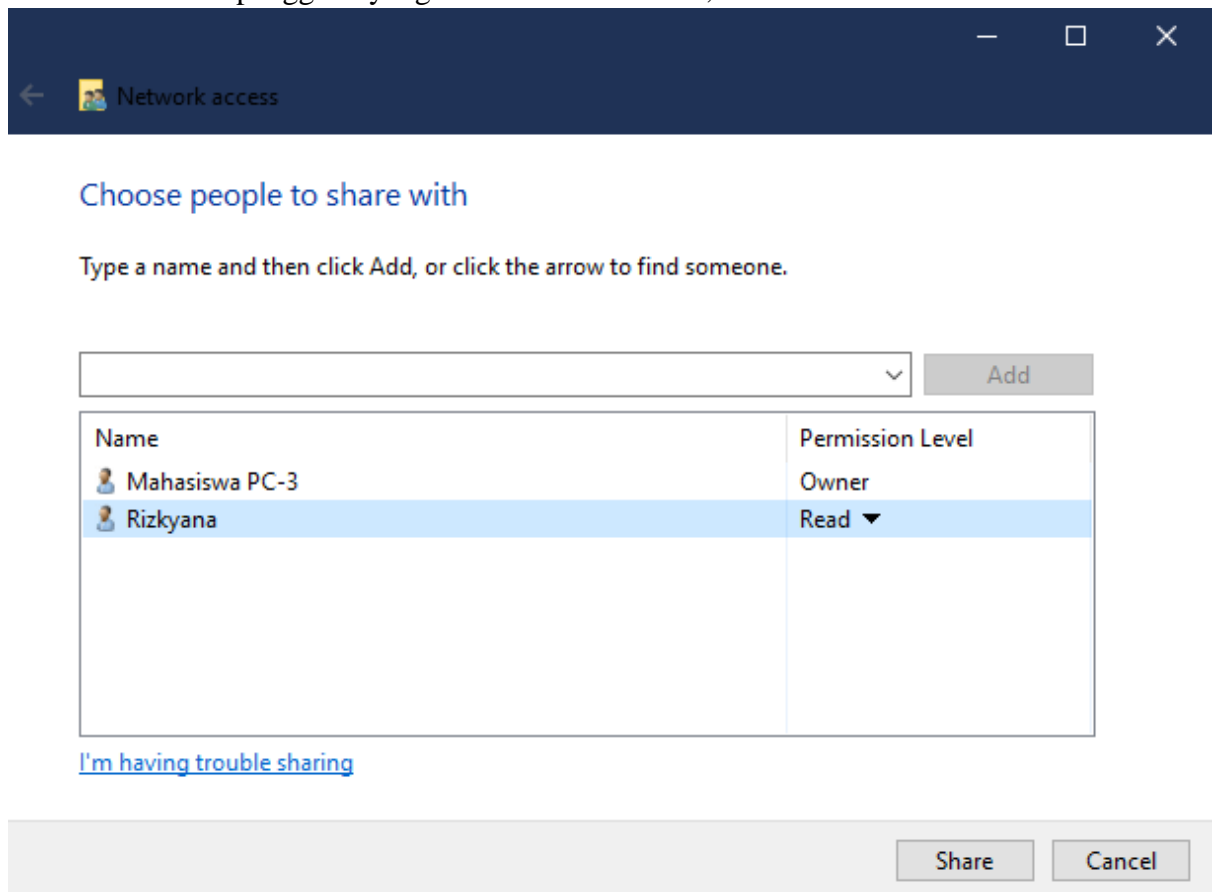 Network access
Choose people to share with
Type a name and then click Add, or click the arrow to find someone.
Add
Name Permission Level
Mahasiswa PC-3 Owner
Rizkyana Read
I'm having trouble sharing
Share Cancel